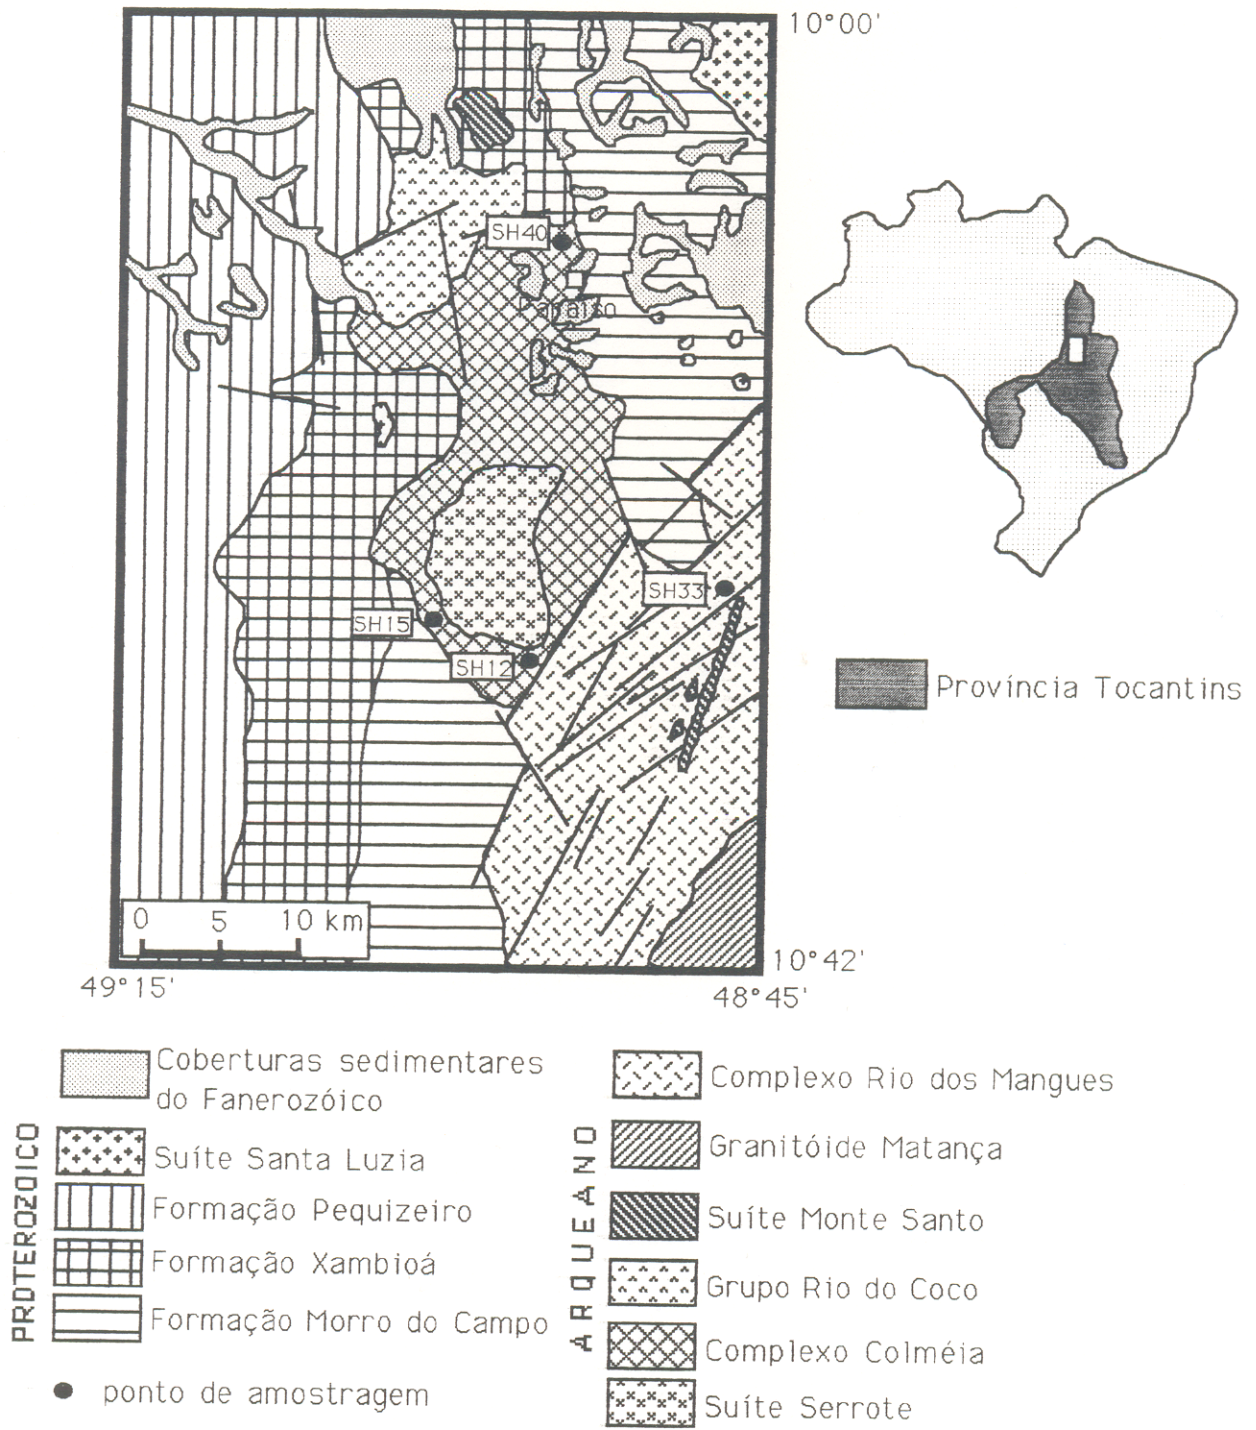 10°00'
SH40
Paraíso
SH33
SH15
SH12
Província Tocantins
0 5 10 km
10°42'
49°15'
48°45'
Coberturas sedimentares
do Fanerozóico
PROTEROZOICO
Suíte Santa Luzia
Formação Pequizeiro
Formação Xambioá
Formação Morro do Campo
ponto de amostragem
ARQUEANO
Complexo Rio dos Mangues
Granitóide Matança
Suíte Monte Santo
Grupo Rio do Coco
Complexo Colméia
Suíte Serrote